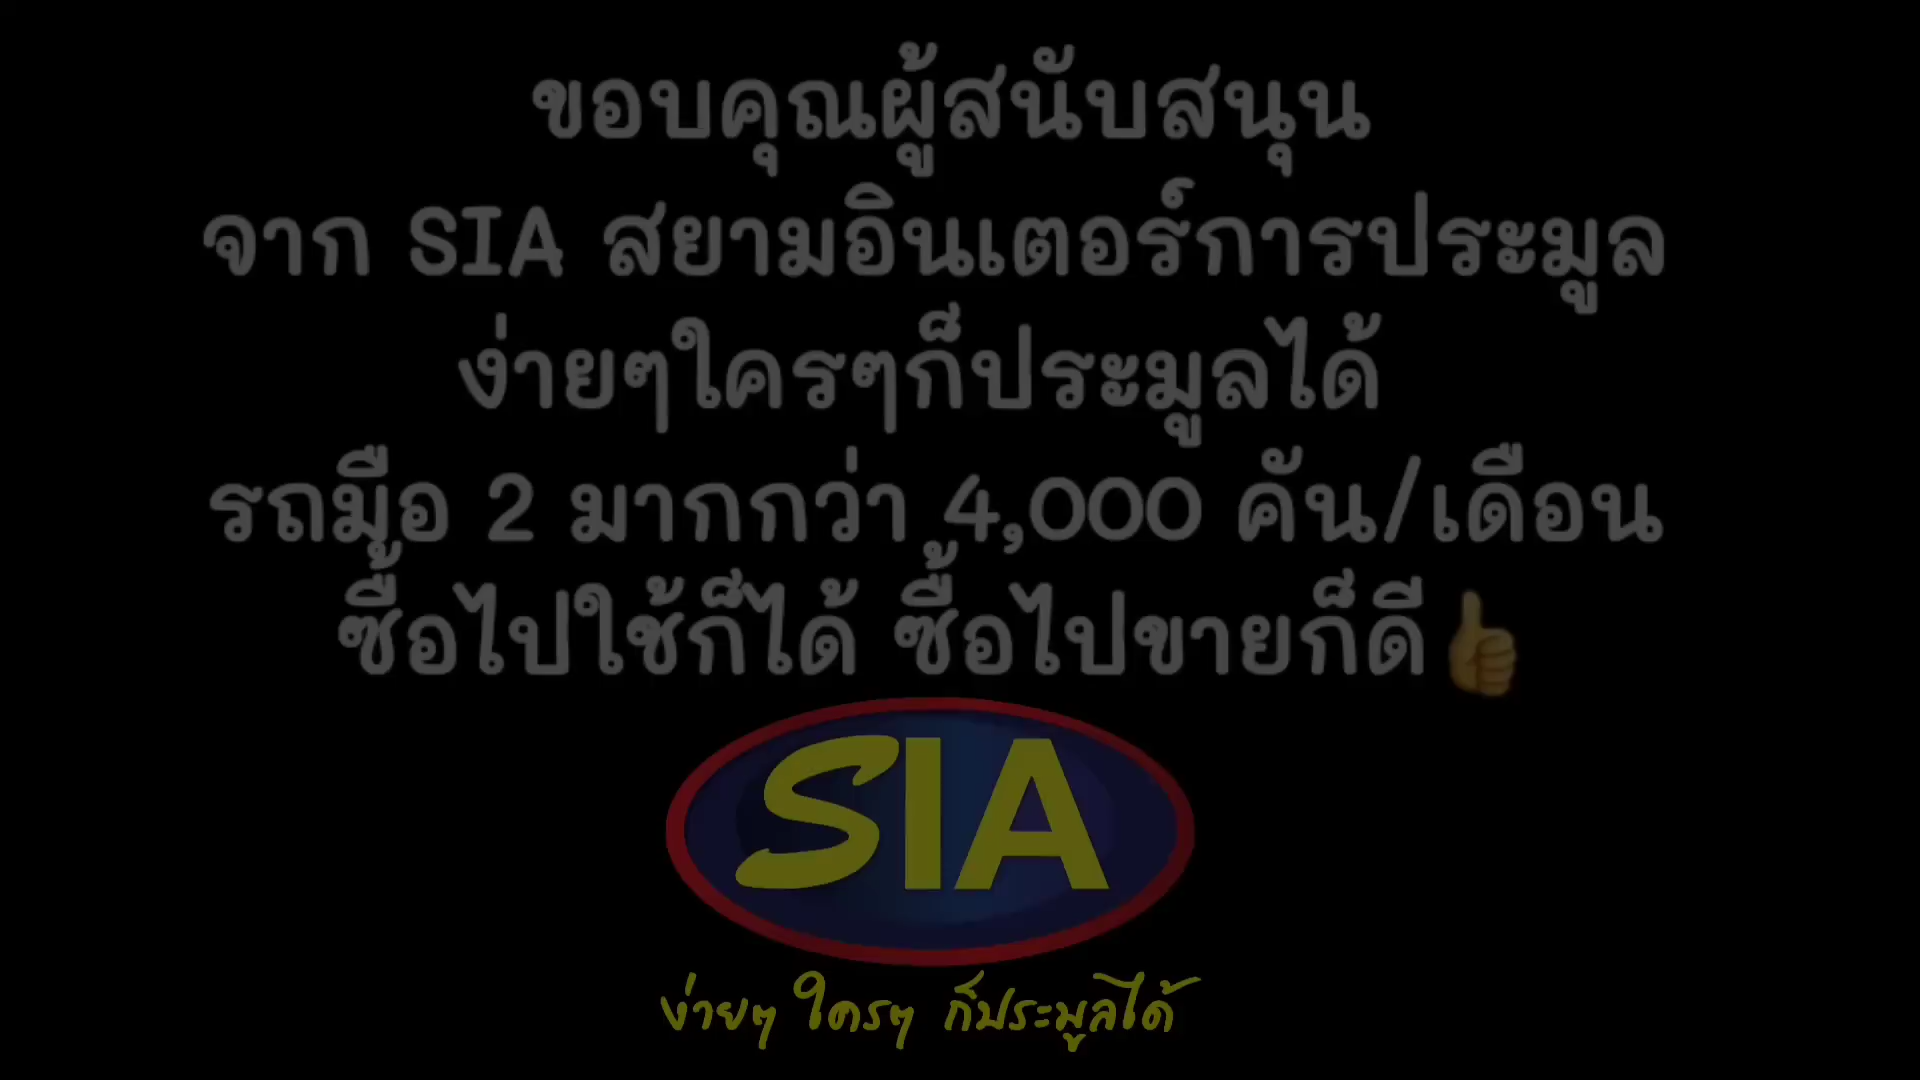 ขอบคุณผู้สนับสนุน
จาก SIA สยามอินเตอร์การประมูล
ง่ายๆใครๆก็ประมูลได้
รถมือ 2 มากกว่า 4,000 คัน/เดือน
ซื้อไปใช้ก็ได้ ซื้อไปขายก็ดี👍
SIA
ง่ายๆ ใครๆ ก็ประมูลได้